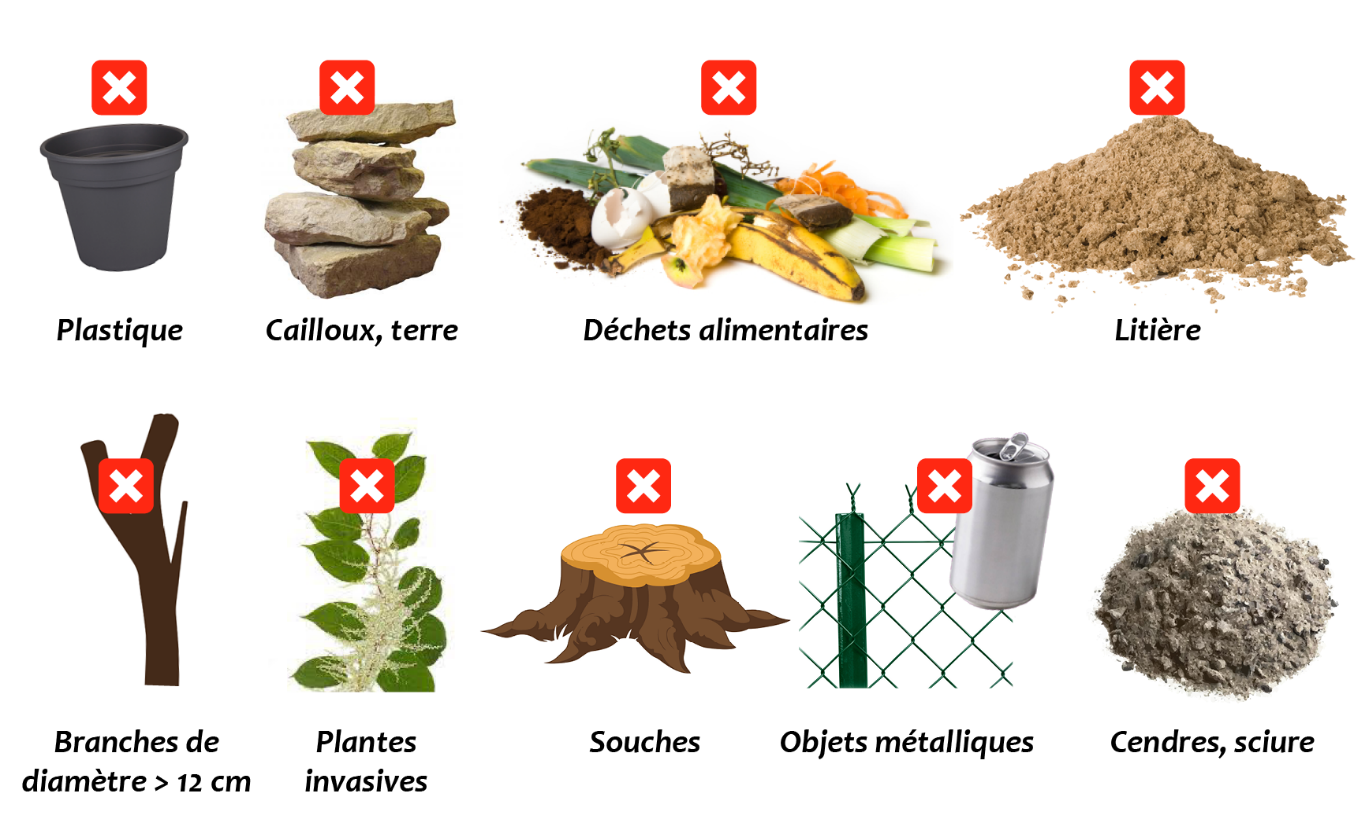 Plastique
Cailloux, terre
Déchets alimentaires
Litière
Branches de
diamètre > 12 cm
Plantes
invasives
Souches
Objets métalliques
Cendres, sciure